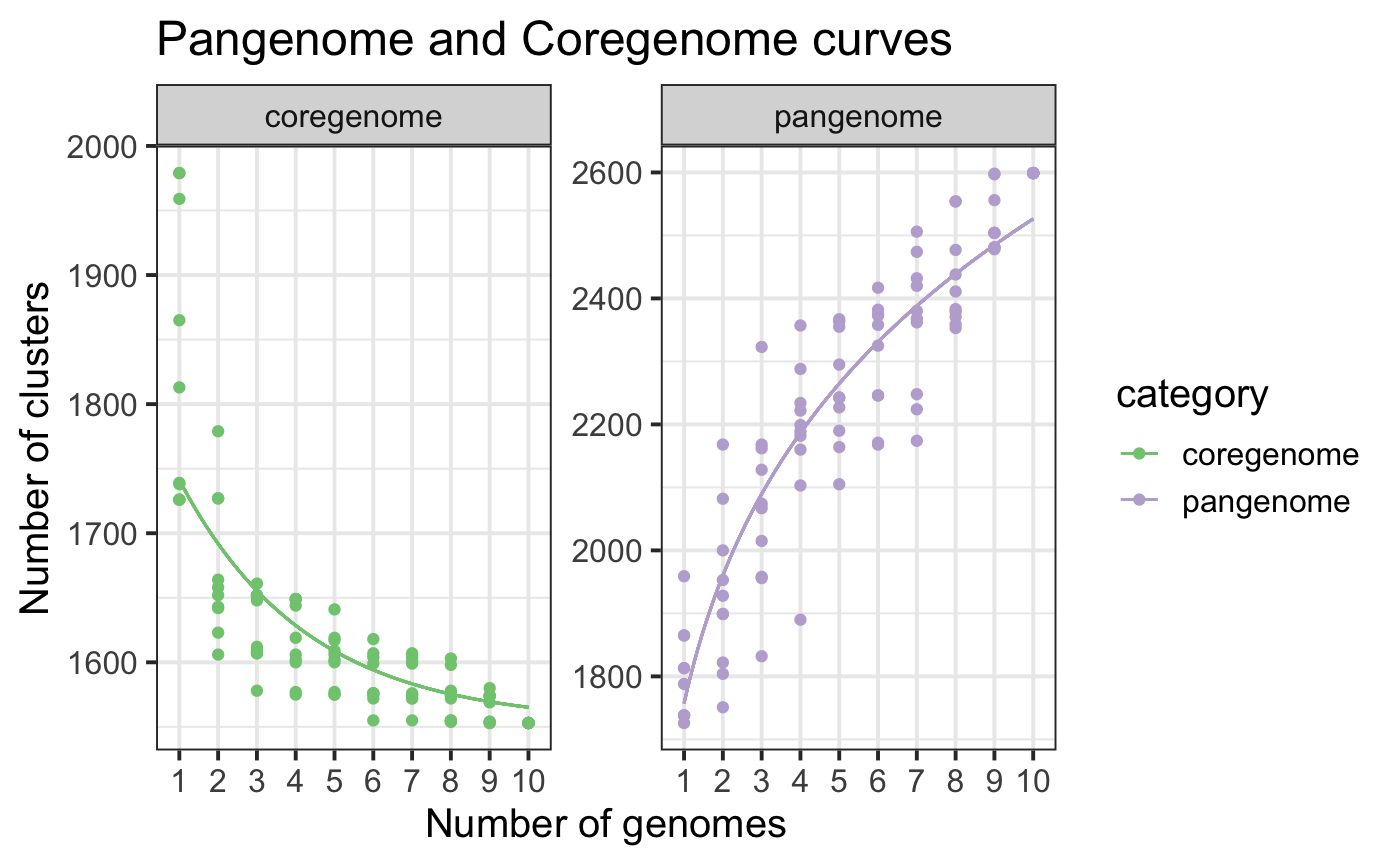 Pangenome and Coregenome curves
coregenome
pangenome
Number of clusters
2000
1900
1800
1700
1600
2600
2400
2200
2000
1800
1 2 3 4 5 6 7 8 9 10
1 2 3 4 5 6 7 8 9 10
Number of genomes
category
coregenome
pangenome